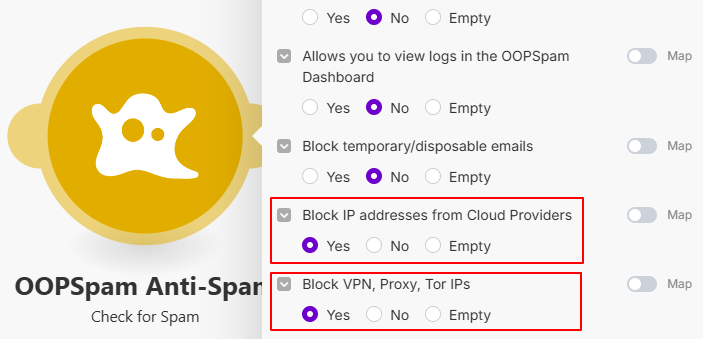 Yes No Empty
Allows you to view logs in the OOPSpam Map
Dashboard
Yes No Empty
Block temporary/disposable emails Map
Yes No Empty
Block IP addresses from Cloud Providers Map
Yes No Empty
Block VPN, Proxy, Tor IPs Map
Yes No Empty
OOPSpam Anti-Spam
Check for Spam